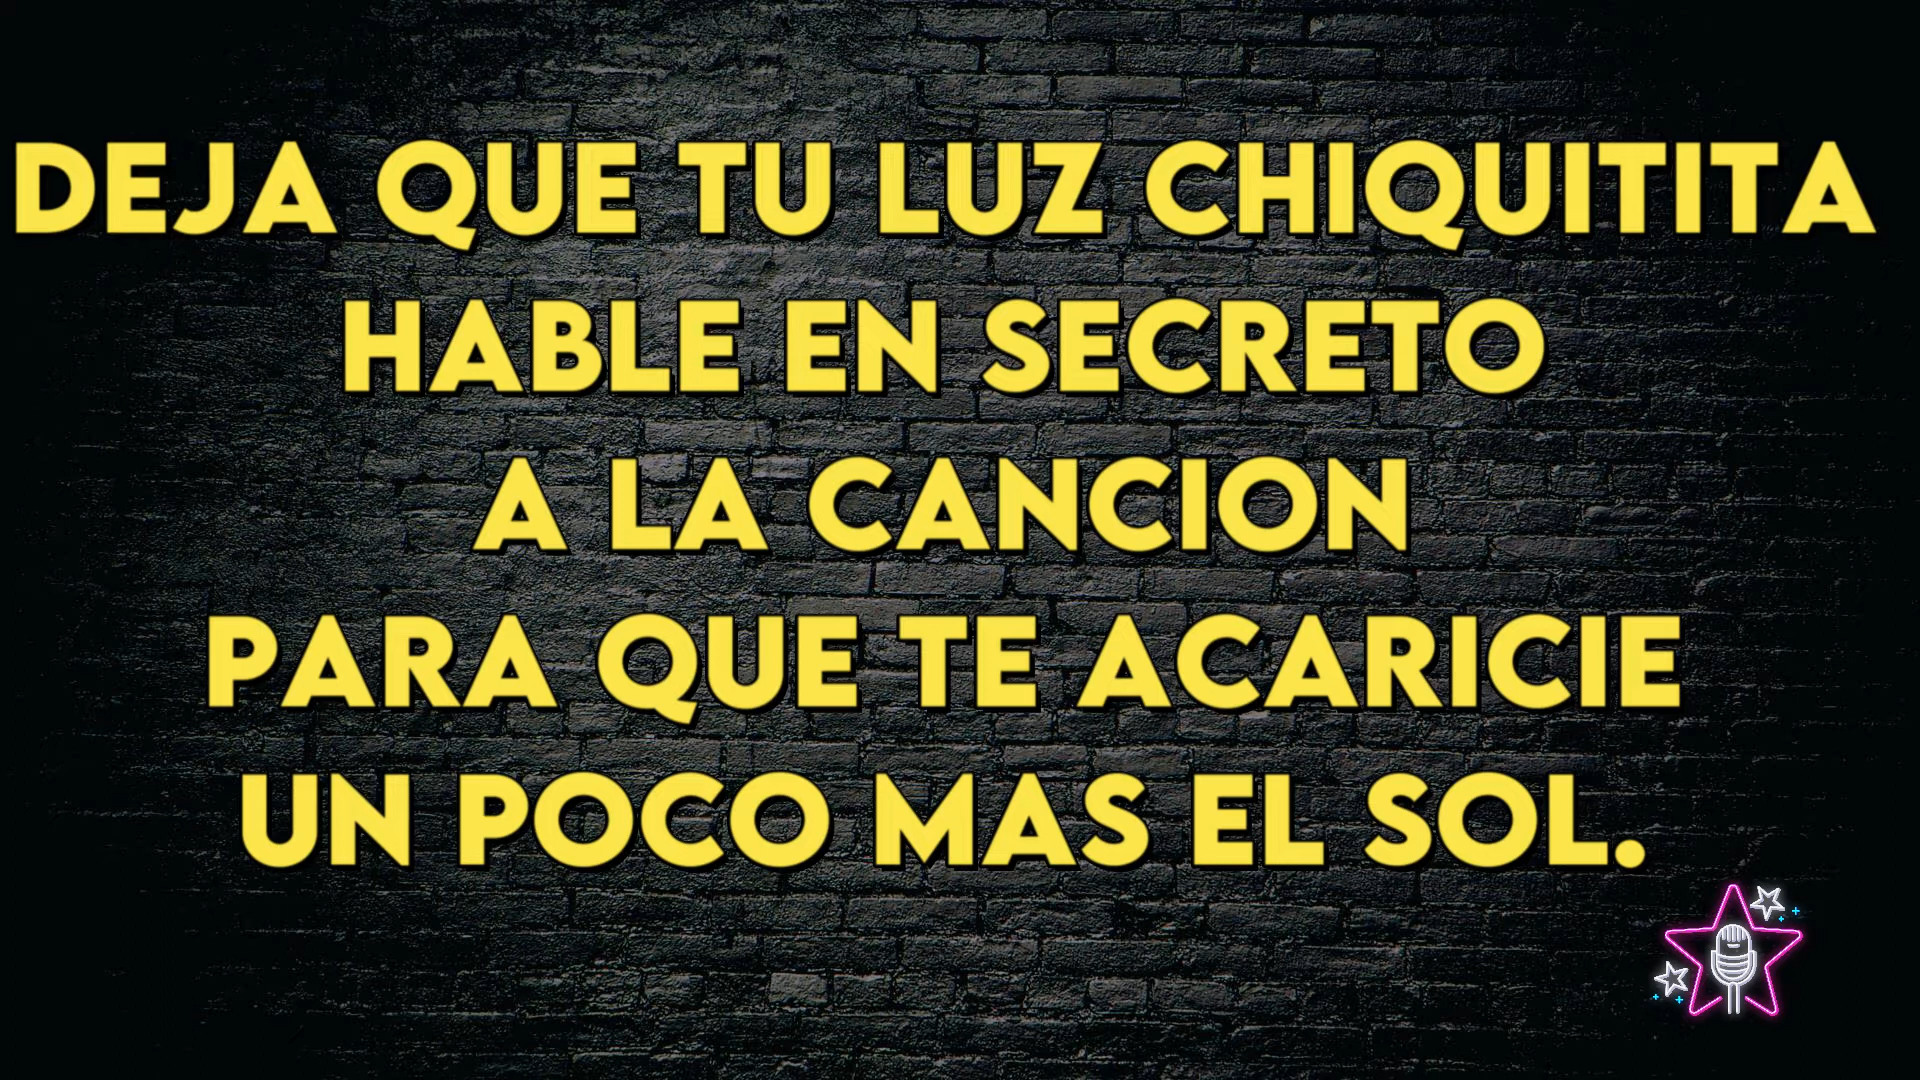 DEJA QUE TU LUZ CHIQUITITA
HABLE EN SECRETO
A LA CANCION
PARA QUE TE ACARICIE
UN POCO MAS EL SOL.